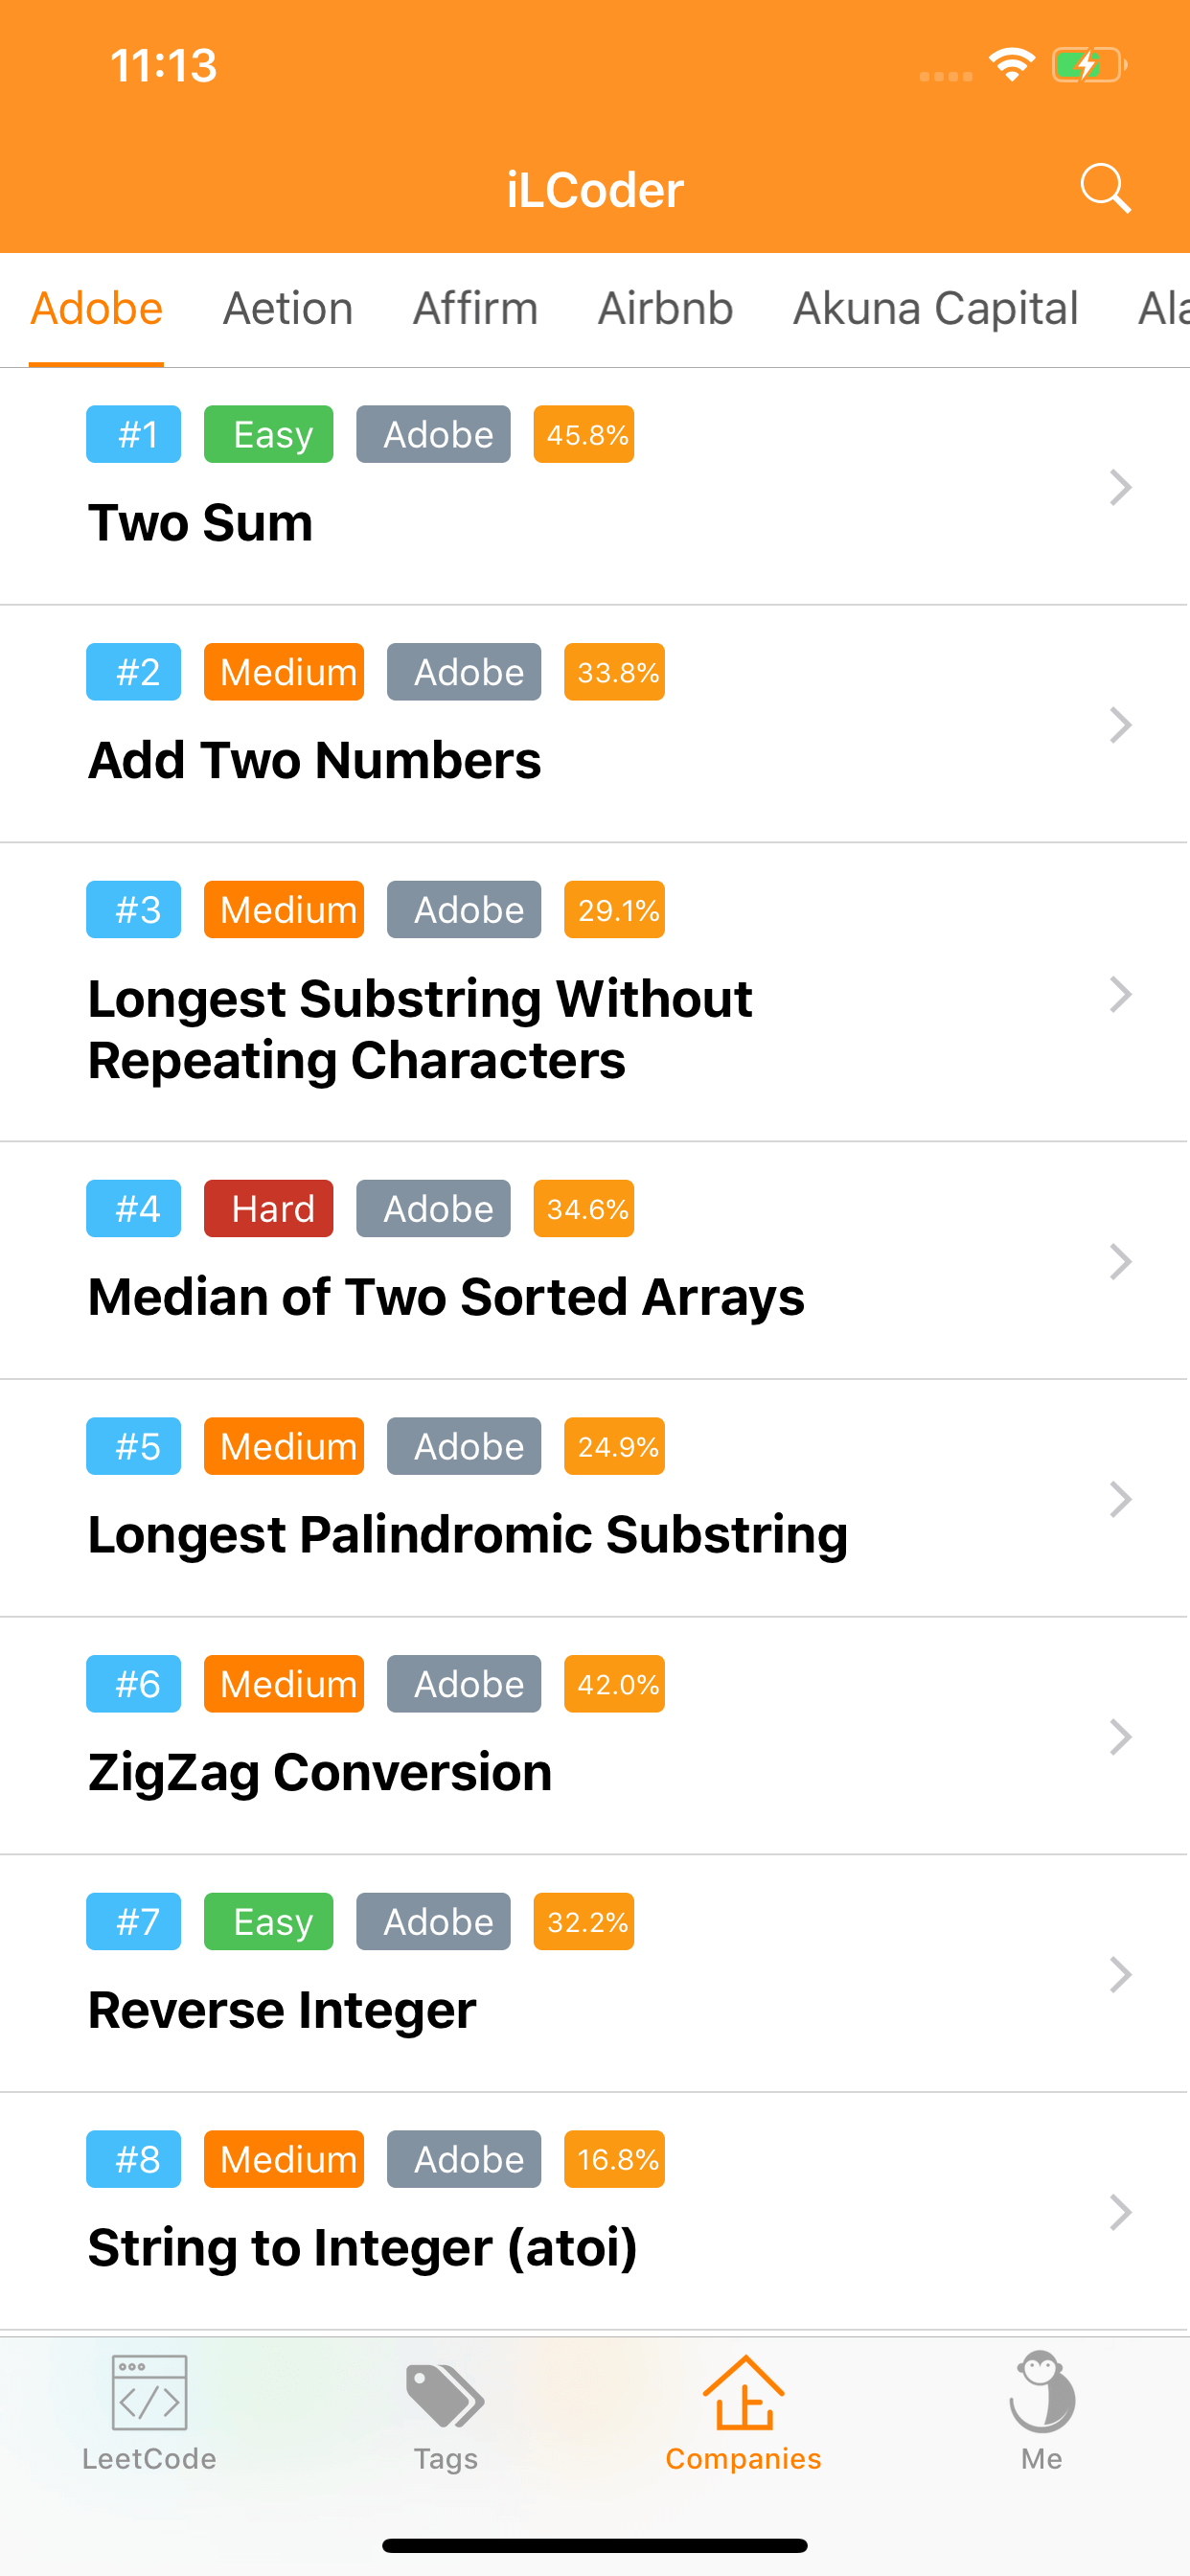 11:13
iLCoder
Adobe Aetion Affirm Airbnb Akuna Capital
#1 Easy Adobe 45.8%
Two Sum
#2 Medium Adobe 33.8%
Add Two Numbers
#3 Medium Adobe 29.1%
Longest Substring Without
Repeating Characters
#4 Hard Adobe 34.6%
Median of Two Sorted Arrays
#5 Medium Adobe 24.9%
Longest Palindromic Substring
#6 Medium Adobe 42.0%
ZigZag Conversion
#7 Easy Adobe 32.2%
Reverse Integer
#8 Medium Adobe 16.8%
String to Integer (atoi)
LeetCode Tags Companies Me